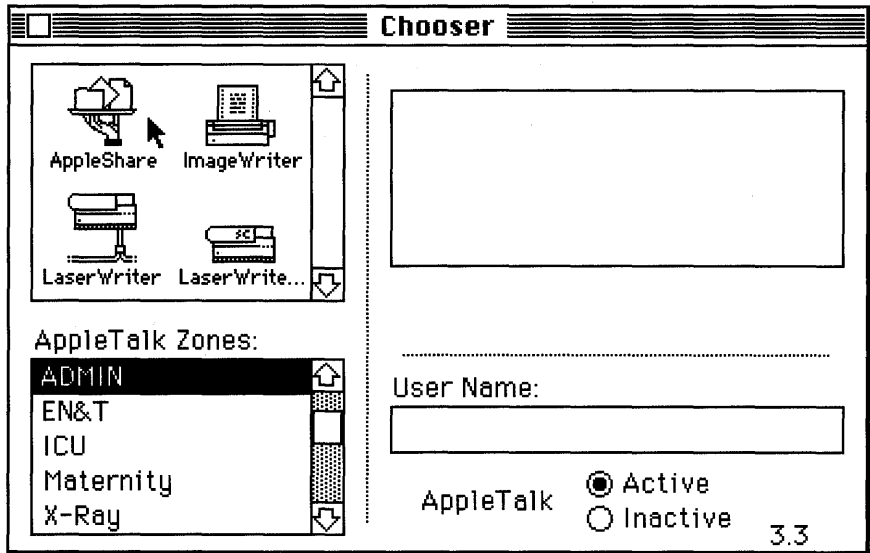 Chooser
AppleShare ImageWriter
SC
LaserWriter LaserWrite...
AppleTalk Zones:
ADMIN
EN&T
ICU
Maternity
X-Ray
User Name:
AppleTalk
Active
Inactive
3.3